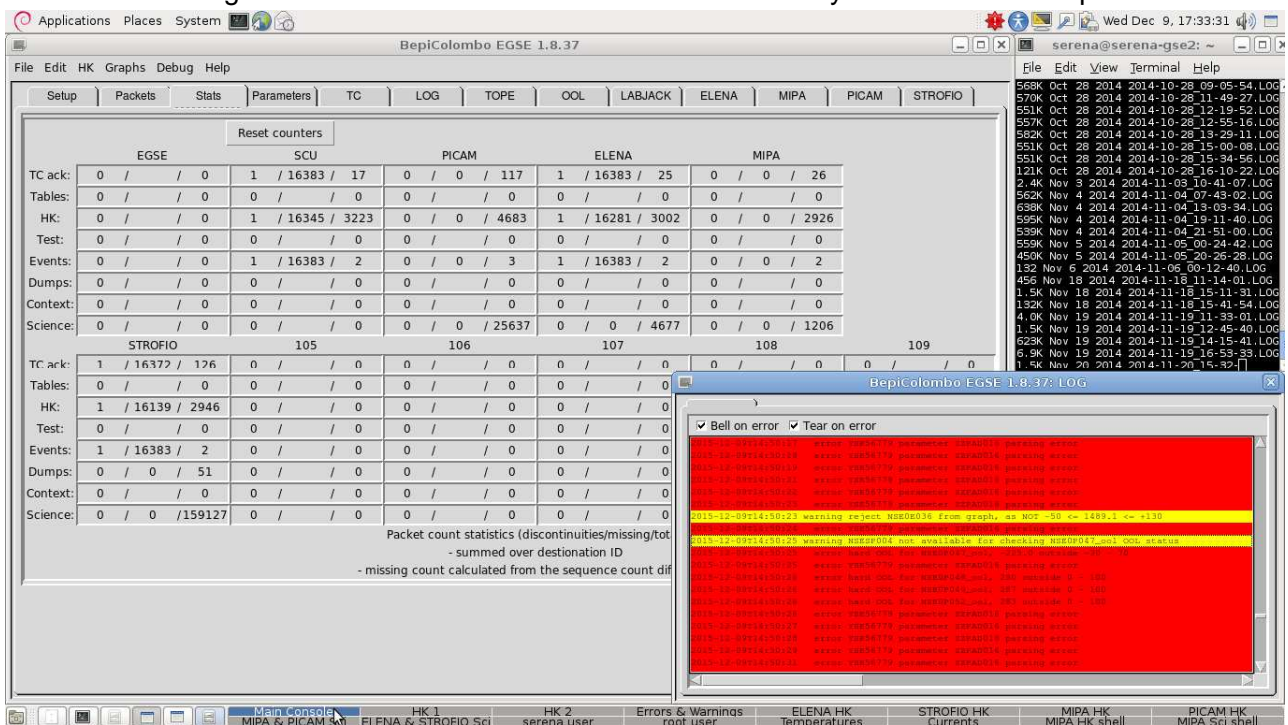 Applications Places System Wed Dec 9, 17:33:31
BepiColombo EGSE 1.8.37
serena@serena-gse2: ~
File Edit HK Graphs Debug Help
File Edit View Terminal Help
Setup Packets Stats Parameters TC LOG TOPE OOL LABJACK ELENA MIPA PICAM STROFIO
568K Oct 28 2014 2014-10-28_09-05-54.LOG
570K Oct 28 2014 2014-10-28_11-49-27.LOG
551K Oct 28 2014 2014-10-28_12-19-52.LOG
557K Oct 28 2014 2014-10-28_12-55-16.LOG
582K Oct 28 2014 2014-10-28_13-29-11.LOG
551K Oct 28 2014 2014-10-28_15-00-08.LOG
551K Oct 28 2014 2014-10-28_15-34-56.LOG
121K Oct 28 2014 2014-10-28_16-10-22.LOG
2.4K Nov 3 2014 2014-11-03_10-41-07.LOG
562K Nov 4 2014 2014-11-04_07-43-02.LOG
638K Nov 4 2014 2014-11-04_13-03-34.LOG
595K Nov 4 2014 2014-11-04_19-11-40.LOG
539K Nov 4 2014 2014-11-04_21-51-00.LOG
559K Nov 5 2014 2014-11-05_00-24-42.LOG
450K Nov 5 2014 2014-11-05_20-26-28.LOG
132 Nov 6 2014 2014-11-06_00-12-40.LOG
456 Nov 18 2014 2014-11-18_11-14-01.LOG
1.5K Nov 18 2014 2014-11-18_15-11-31.LOG
132K Nov 18 2014 2014-11-18_15-41-54.LOG
4.0K Nov 19 2014 2014-11-19_11-33-01.LOG
1.5K Nov 19 2014 2014-11-19_12-45-40.LOG
623K Nov 19 2014 2014-11-19_14-15-41.LOG
6.9K Nov 19 2014 2014-11-19_16-53-33.LOG
1.5K Nov 20 2014 2014-11-20_15-32-
Reset counters
EGSE SCU PICAM ELENA MIPA
TC ack: 0 / / 0 1 / 16383 / 17 0 / 0 / 117 1 / 16383 / 25 0 / 0 / 26
Tables: 0 / / 0 0 / / 0 0 / / 0 0 / / 0 0 / / 0
HK: 0 / / 0 1 / 16345 / 3223 0 / 0 / 4683 1 / 16281 / 3002 0 / 0 / 2926
Test: 0 / / 0 0 / / 0 0 / / 0 0 / / 0 0 / / 0
Events: 0 / / 0 1 / 16383 / 2 0 / 0 / 3 1 / 16383 / 2 0 / 0 / 2
Dumps: 0 / / 0 0 / / 0 0 / / 0 0 / / 0 0 / / 0
Context: 0 / / 0 0 / / 0 0 / / 0 0 / / 0 0 / / 0
Science: 0 / / 0 0 / / 0 0 / 0 / 25637 0 / 0 / 4677 0 / 0 / 1206
STROFIO 105 106 107 108 109
TC ack: 1 / 16372 / 126 0 / / 0 0 / / 0 0 / / 0 0 / / 0 0 / / 0
Tables: 0 / / 0 0 / / 0 0 / / 0 0 / / 0
HK: 1 / 16139 / 2946 0 / / 0 0 / / 0 0 / / 0
Test: 0 / / 0 0 / / 0 0 / / 0 0 / / 0
Events: 1 / 16383 / 2 0 / / 0 0 / / 0 0 / / 0
Dumps: 0 / 0 / 51 0 / / 0 0 / / 0 0 / / 0
Context: 0 / / 0 0 / / 0 0 / / 0 0 / / 0
Science: 0 / 0 /159127 0 / / 0 0 / / 0 0 / / 0
Packet count statistics (discontinuities/missing/tot
- summed over destionation ID
- missing count calculated from the sequence count dif
BepiColombo EGSE 1.8.37: LOG
Bell on error Tear on error
2015-12-09T14:50:23 warning reject NSE0E036 from graph, as NOT -50 <= 1489.1 <= +130
2015-12-09T14:50:25 warning NSESP004 not available for checking NSE0P047_ool OOL status
Main Console HK 1 HK 2 Errors & Warnings ELENA HK STROFIO HK MIPA HK PICAM HK
MIPA & PICAM ELENA & STROFIO Sci serena user root user Temperatures Currents MIPA HK shell MIPA Sci shell